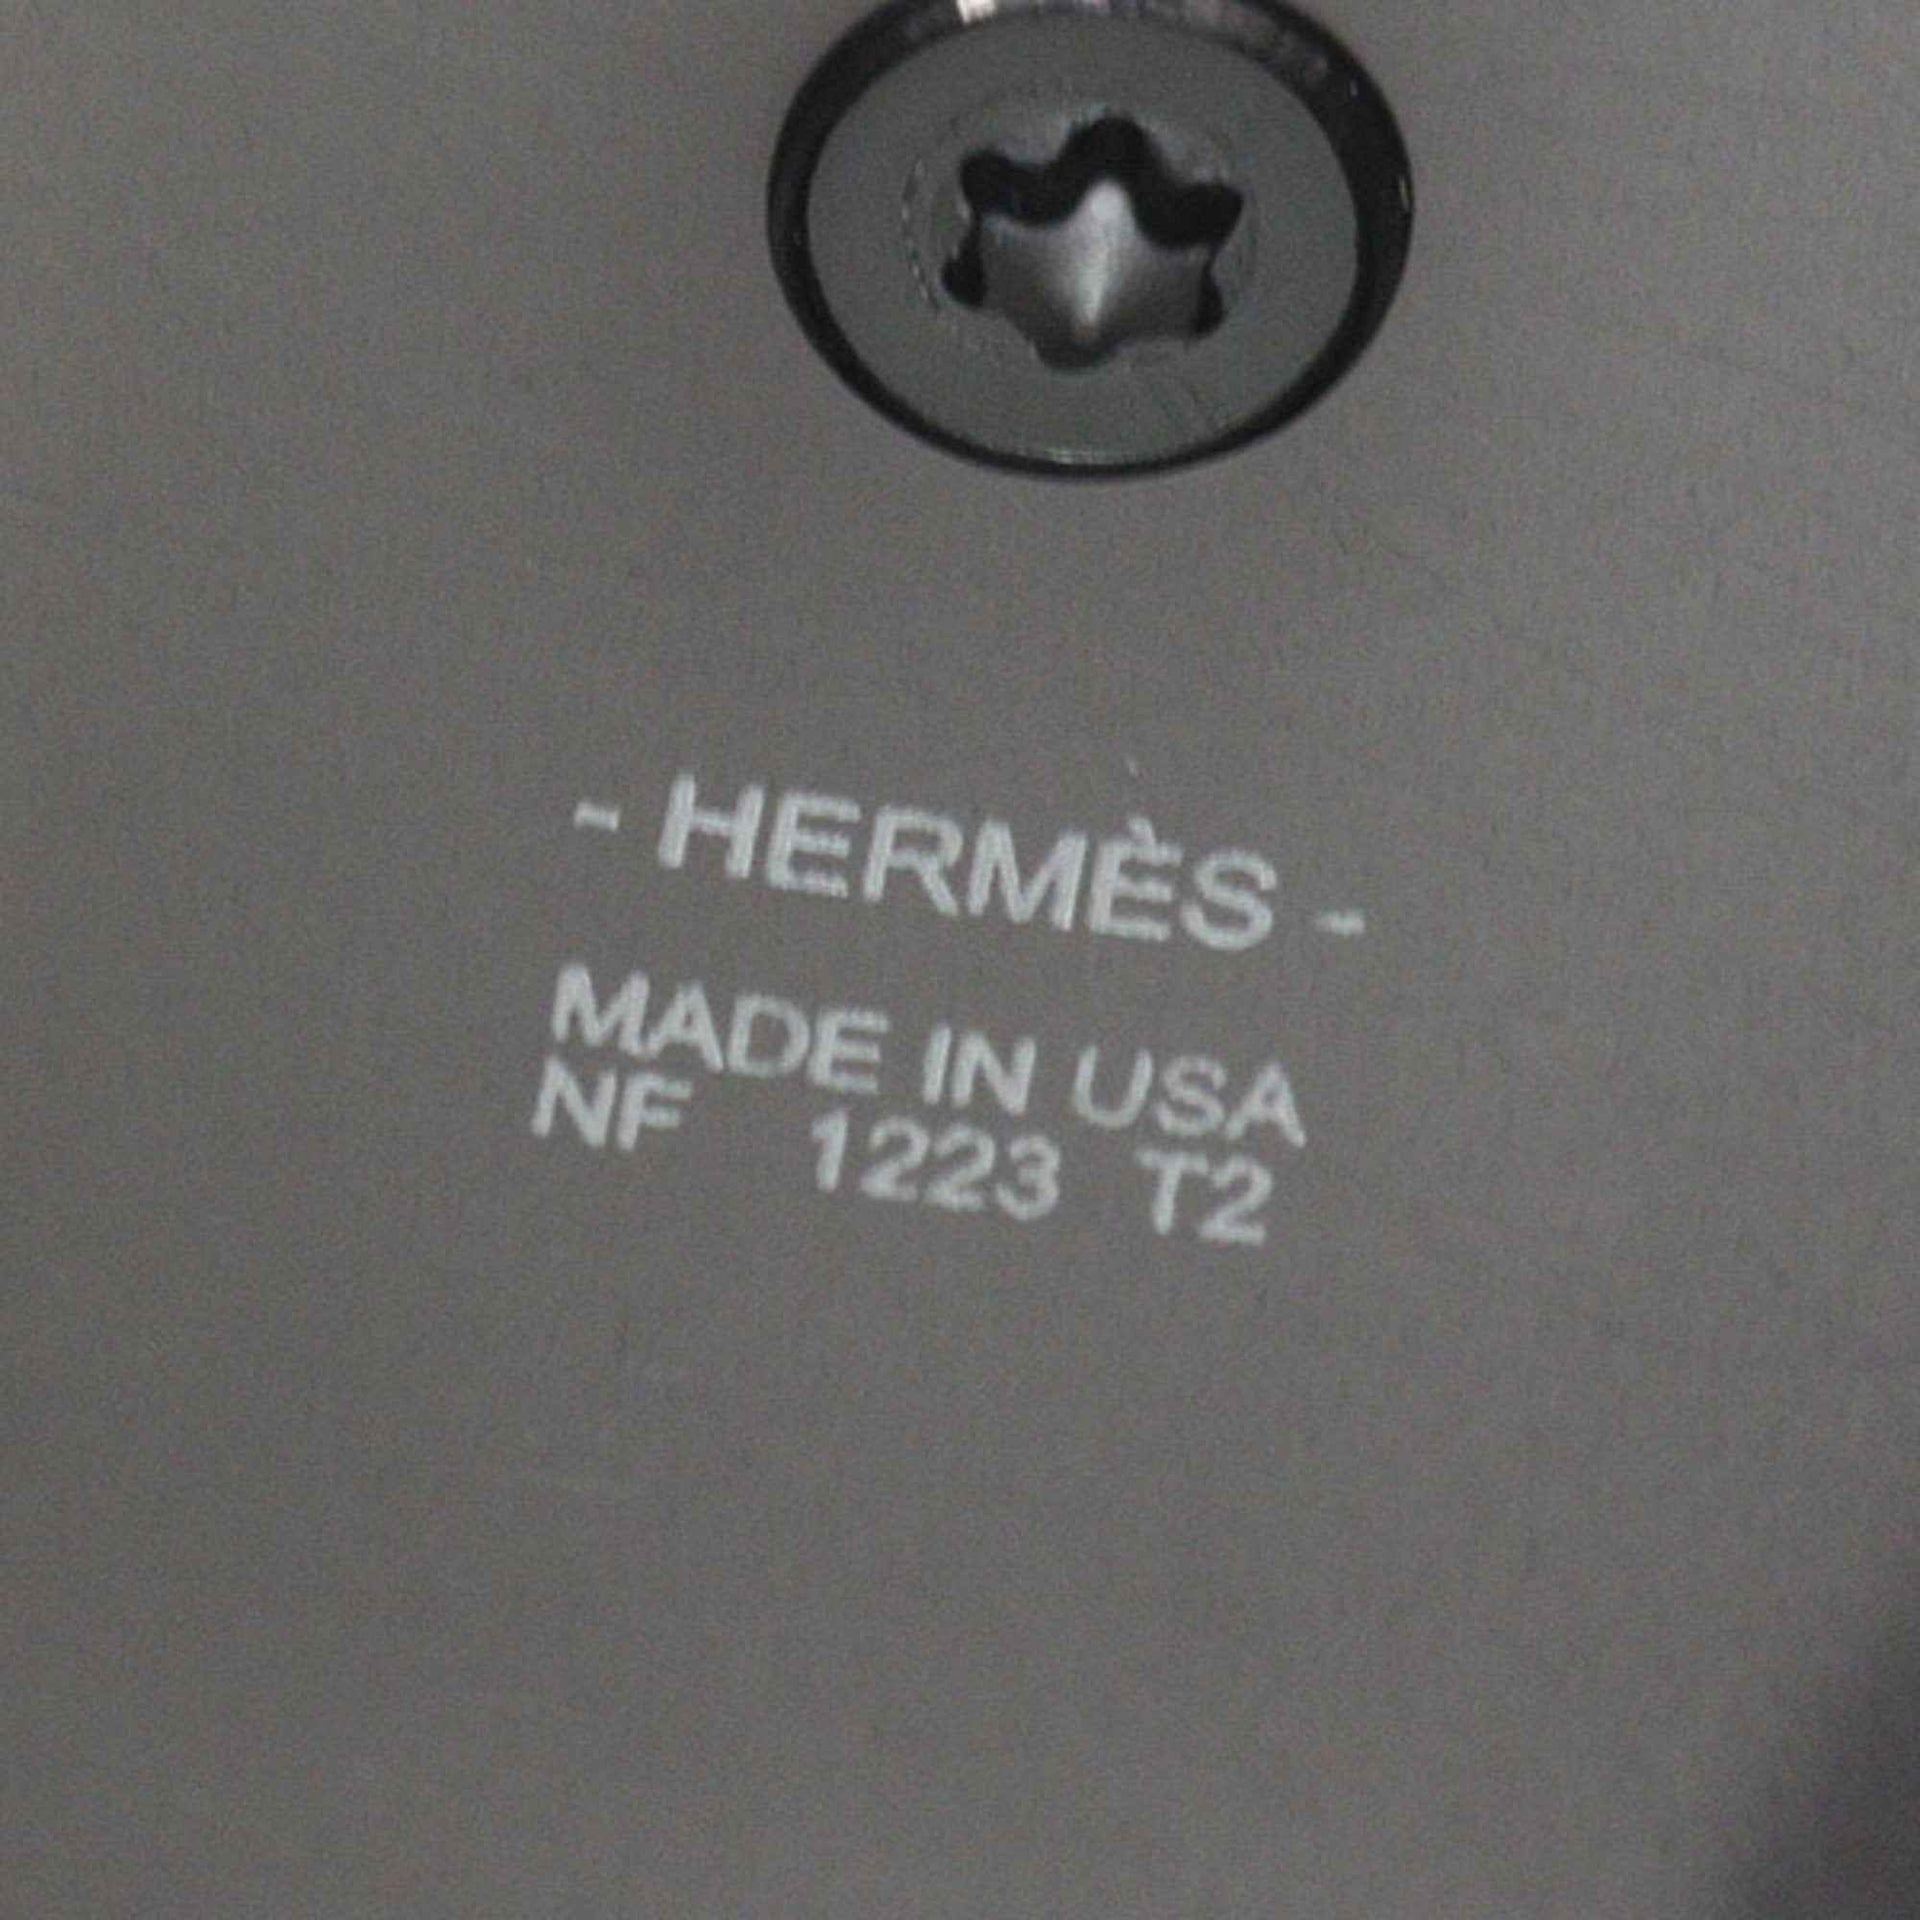 - HERMÈS -
MADE IN USA
NF 1223 T2